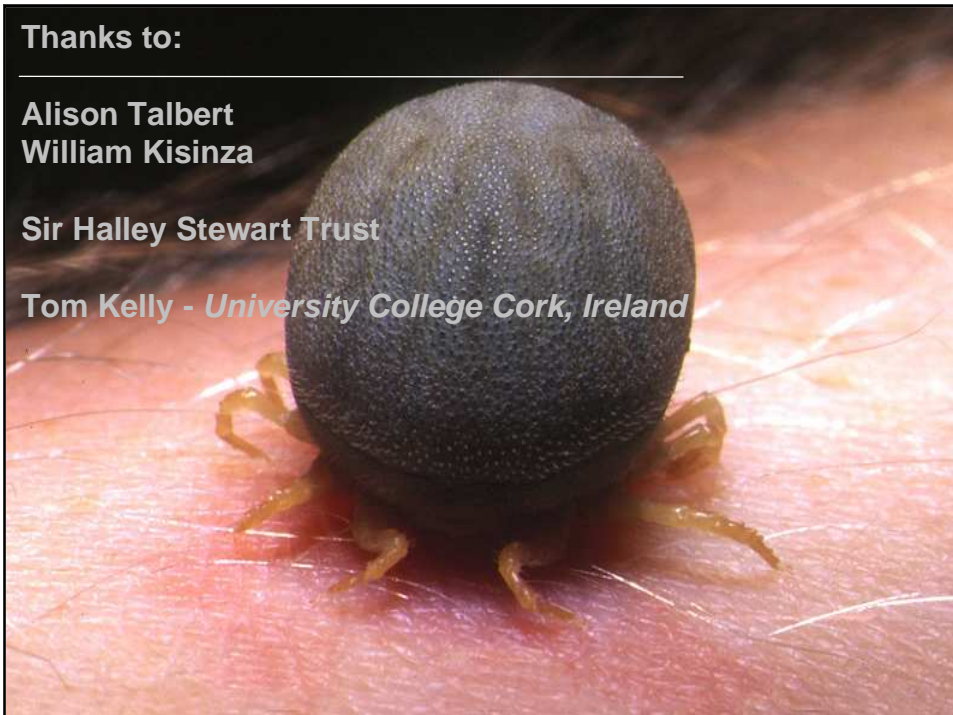 Thanks to:
Alison Talbert
William Kisinza
Sir Halley Stewart Trust
Tom Kelly - University College Cork, Ireland